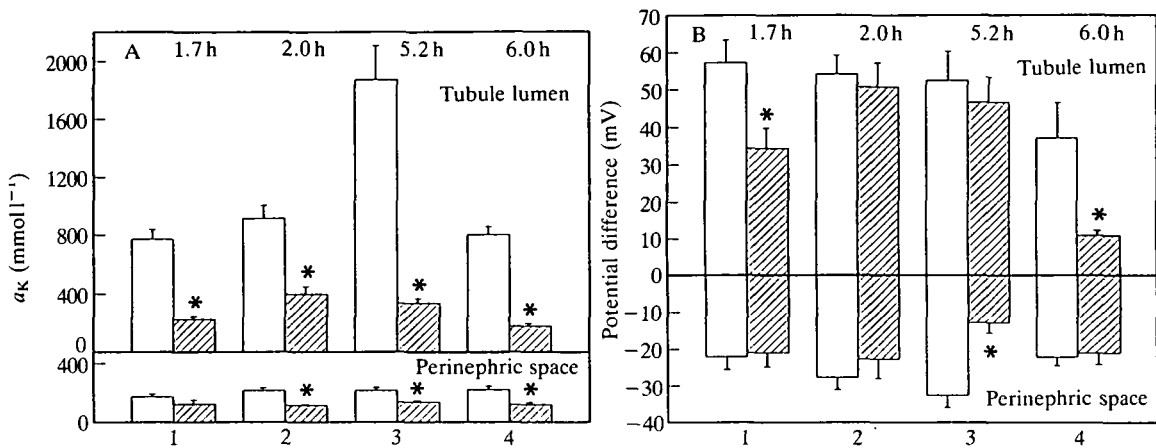 A 1.7 h 2.0 h 5.2 h 6.0 h
Tubule lumen
2000
1600
1200
800
400
0
aK (mmol l⁻¹)
* * * *
Perinephric space
400
0
* * *
1 2 3 4
B 1.7 h 2.0 h 5.2 h 6.0 h
Tubule lumen
70
60
50
40
30
20
10
0
−10
−20
−30
−40
Potential difference (mV)
* *
*
Perinephric space
1 2 3 4